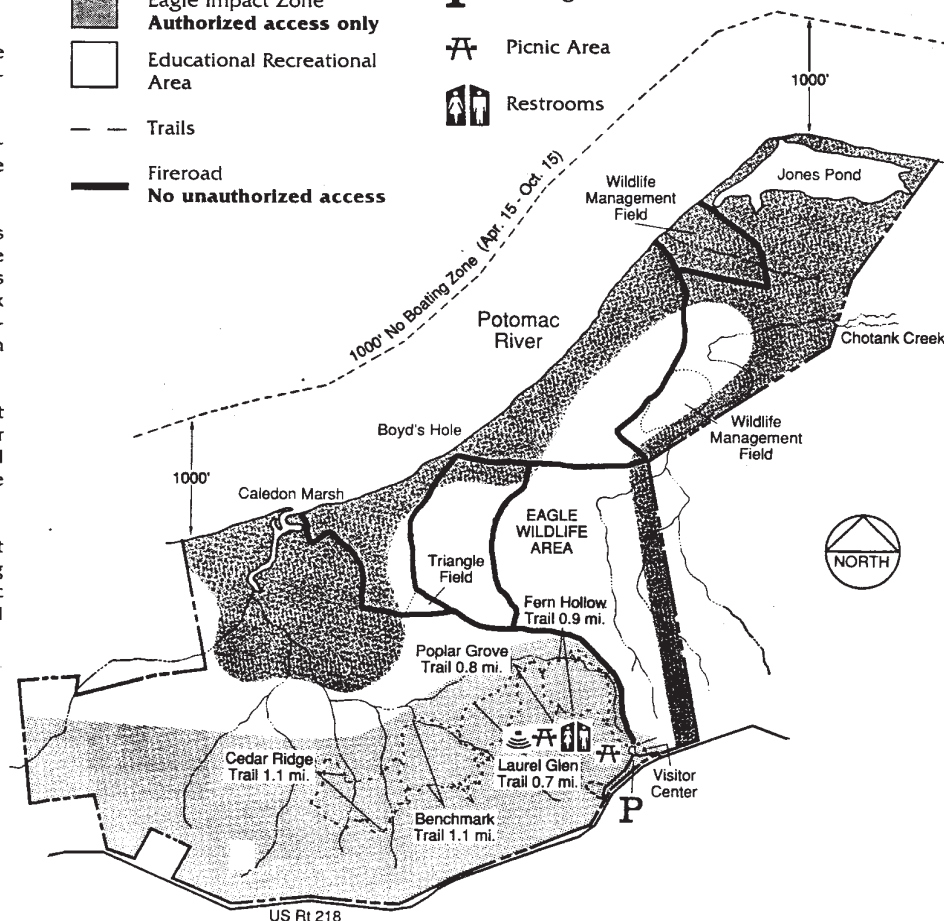 Eagle Impact Zone
Authorized access only
Educational Recreational
Area
Trails
Fireroad
No unauthorized access
P
Picnic Area
Restrooms
1000'
Jones Pond
Wildlife
Management
Field
1000' No Boating Zone (Apr. 15 - Oct. 15)
Potomac
River
Chotank Creek
Wildlife
Management
Field
Boyd's Hole
1000'
Caledon Marsh
EAGLE
WILDLIFE
AREA
Triangle
Field
NORTH
Fern Hollow
Trail 0.9 mi.
Poplar Grove
Trail 0.8 mi.
Cedar Ridge
Trail 1.1 mi.
Laurel Glen
Trail 0.7 mi.
Visitor
Center
P
Benchmark
Trail 1.1 mi.
US Rt 218